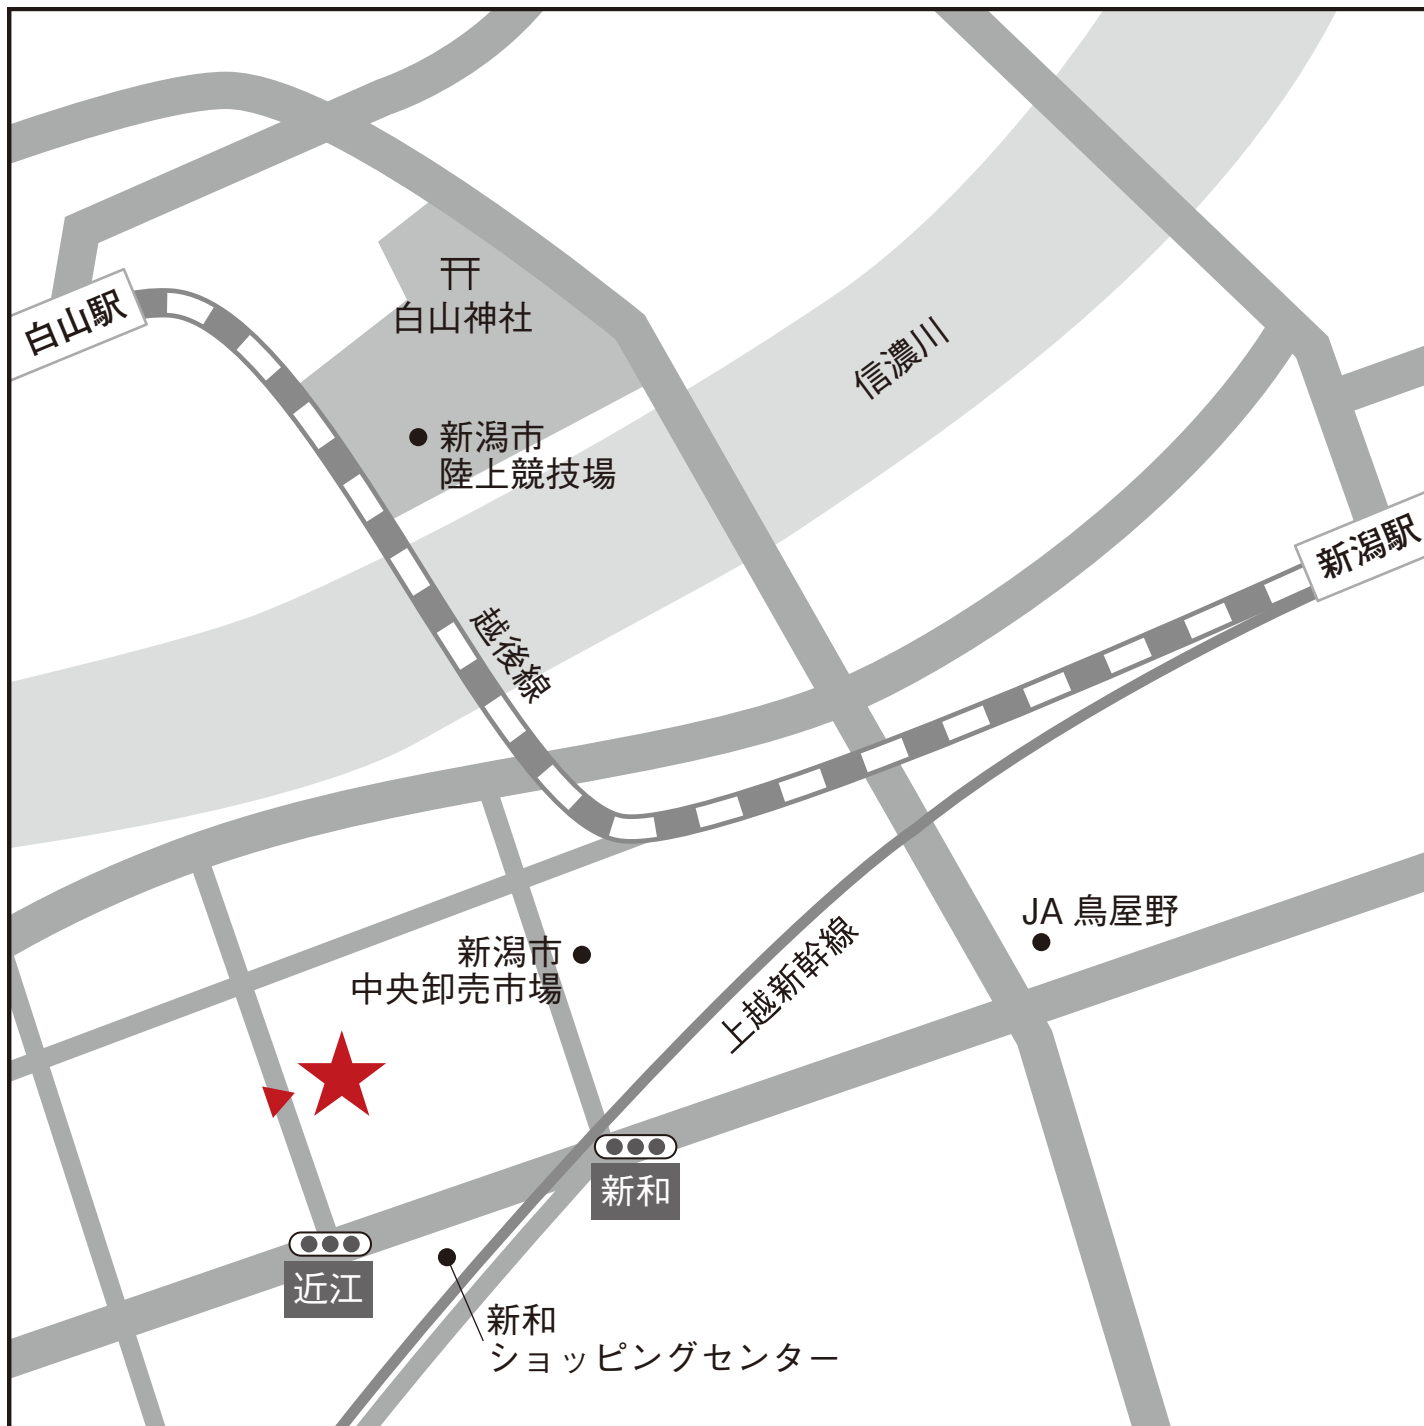 白山駅
白山神社
新潟市
陸上競技場
信濃川
新潟駅
越後線
JA 鳥屋野
新潟市
中央卸売市場
上越新幹線
新和
近江
新和
ショッピングセンター